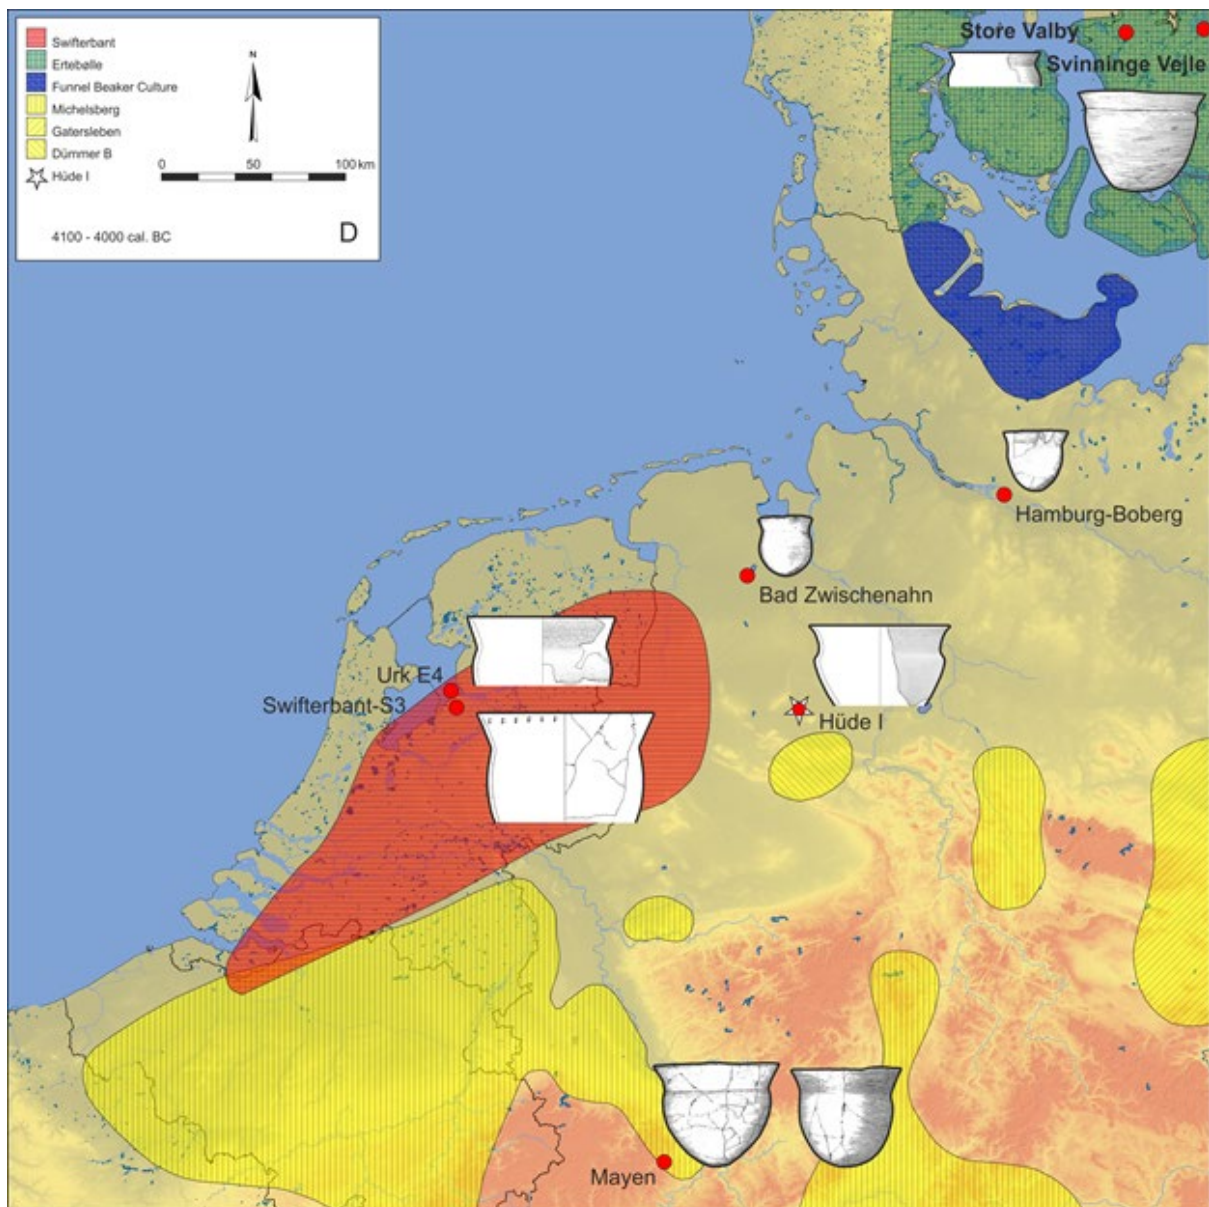 Swifterbant
Ertebølle
Funnel Beaker Culture
Michelsberg
Gatersleben
Dümmer B
Hüde I
N
0 50 100 km
4100 - 4000 cal. BC
D
Store Valby
Svinninge Vejle
Hamburg-Boberg
Bad Zwischenahn
Urk E4
Swifterbant-S3
Hüde I
Mayen